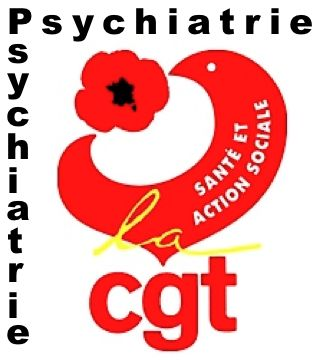 Psychiatrie
Psychiatrie
SANTÉ ET
ACTION SOCIALE
la
cgt